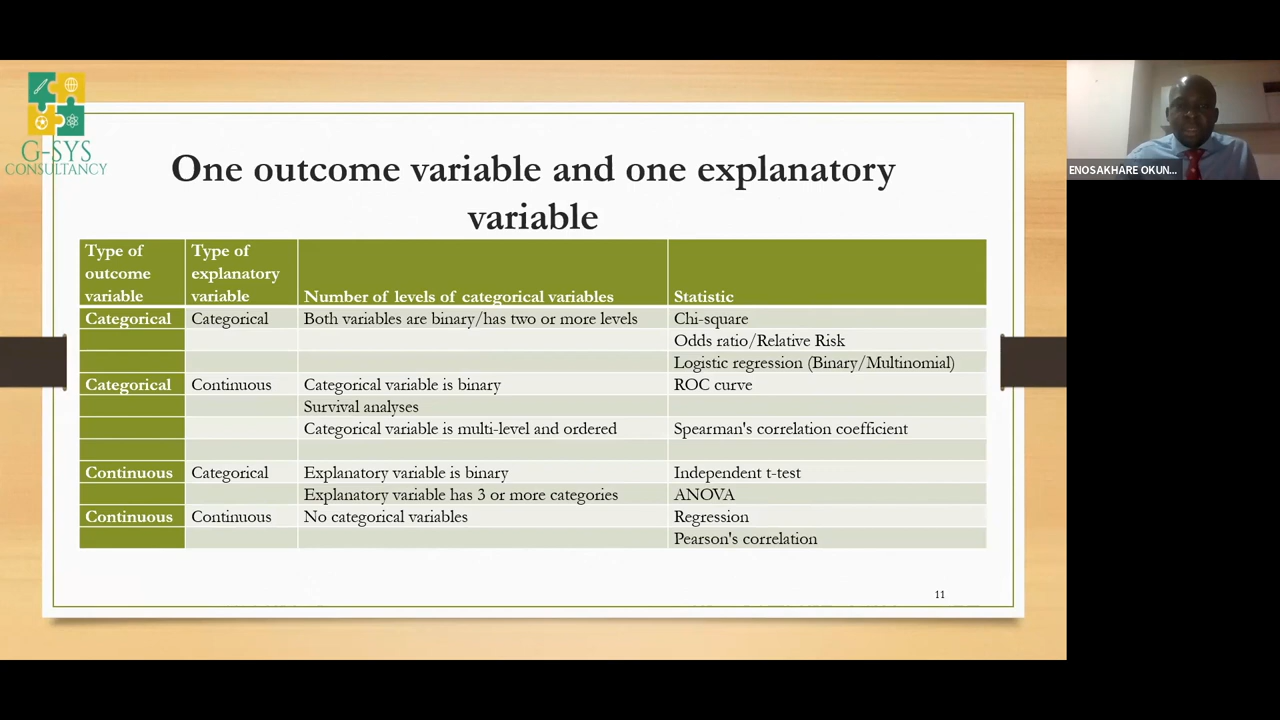 G-SYS
CONSULTANCY
ENOSAKHARE OKUN...
One outcome variable and one explanatory
variable
Type of outcome variable Type of explanatory variable Number of levels of categorical variables Statistic
Categorical Categorical Both variables are binary/has two or more levels Chi-square
Odds ratio/Relative Risk
Logistic regression (Binary/Multinomial)
Categorical Continuous Categorical variable is binary ROC curve
Survival analyses
Categorical variable is multi-level and ordered Spearman's correlation coefficient
Continuous Categorical Explanatory variable is binary Independent t-test
Explanatory variable has 3 or more categories ANOVA
Continuous Continuous No categorical variables Regression
Pearson's correlation
11